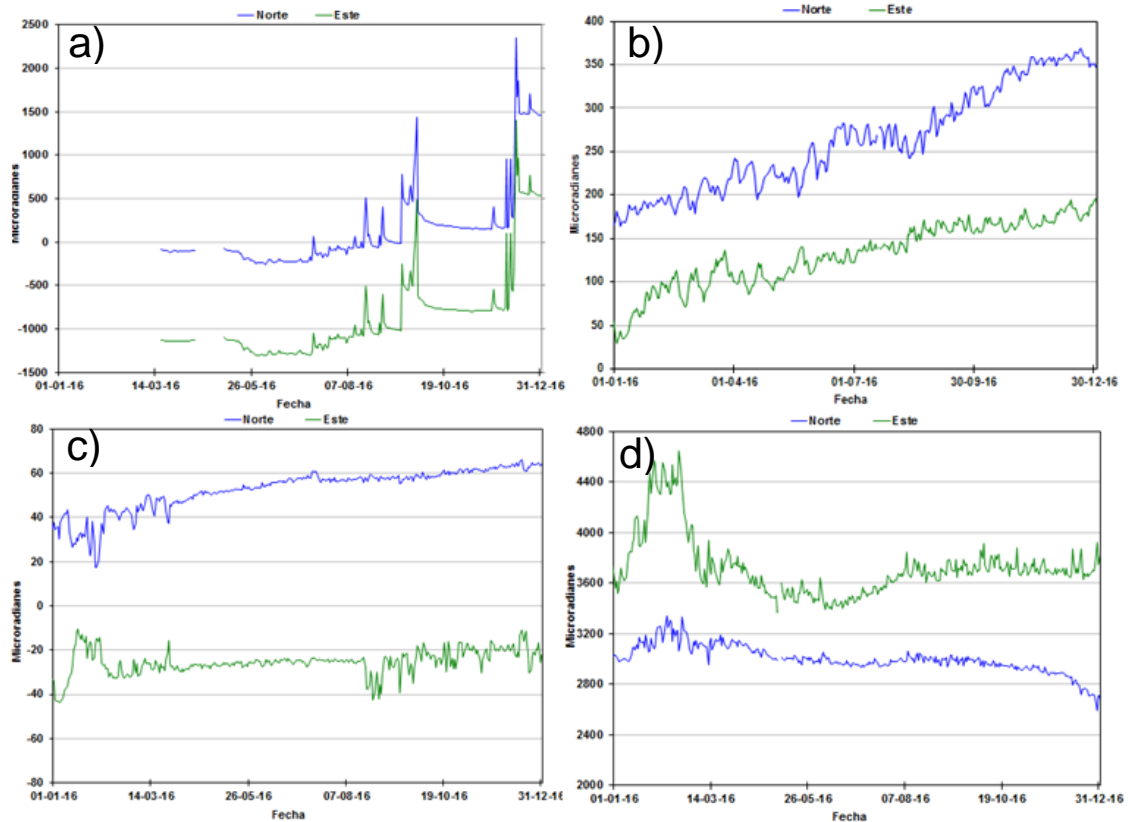 Norte Este
a)
2500
2000
1500
1000
500
0
-500
-1000
-1500
Microradianes
01-01-16 14-03-16 26-05-16 07-08-16 19-10-16 31-12-16
Fecha
Norte Este
b)
400
350
300
250
200
150
100
50
0
Microradianes
01-01-16 01-04-16 01-07-16 30-09-16 30-12-16
Fecha
Norte Este
c)
80
60
40
20
0
-20
-40
-60
-80
Microradianes
01-01-16 14-03-16 26-05-16 07-08-16 19-10-16 31-12-16
Fecha
Norte Este
d)
4800
4400
4000
3600
3200
2800
2400
2000
Microradianes
01-01-16 14-03-16 26-05-16 07-08-16 19-10-16 31-12-16
Fecha